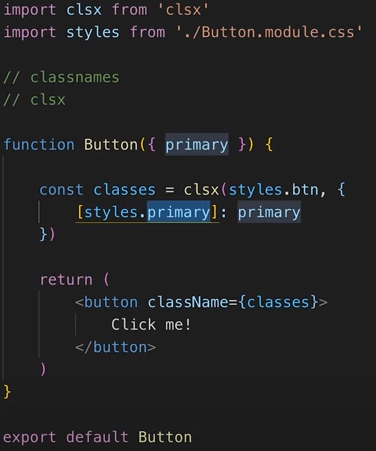 import clsx from 'clsx'
import styles from './Button.module.css'
// classnames
// clsx
function Button({ primary }) {
const classes = clsx(styles.btn, {
[styles.primary]: primary
})
return (
<button className={classes}>
Click me!
</button>
)
}
export default Button